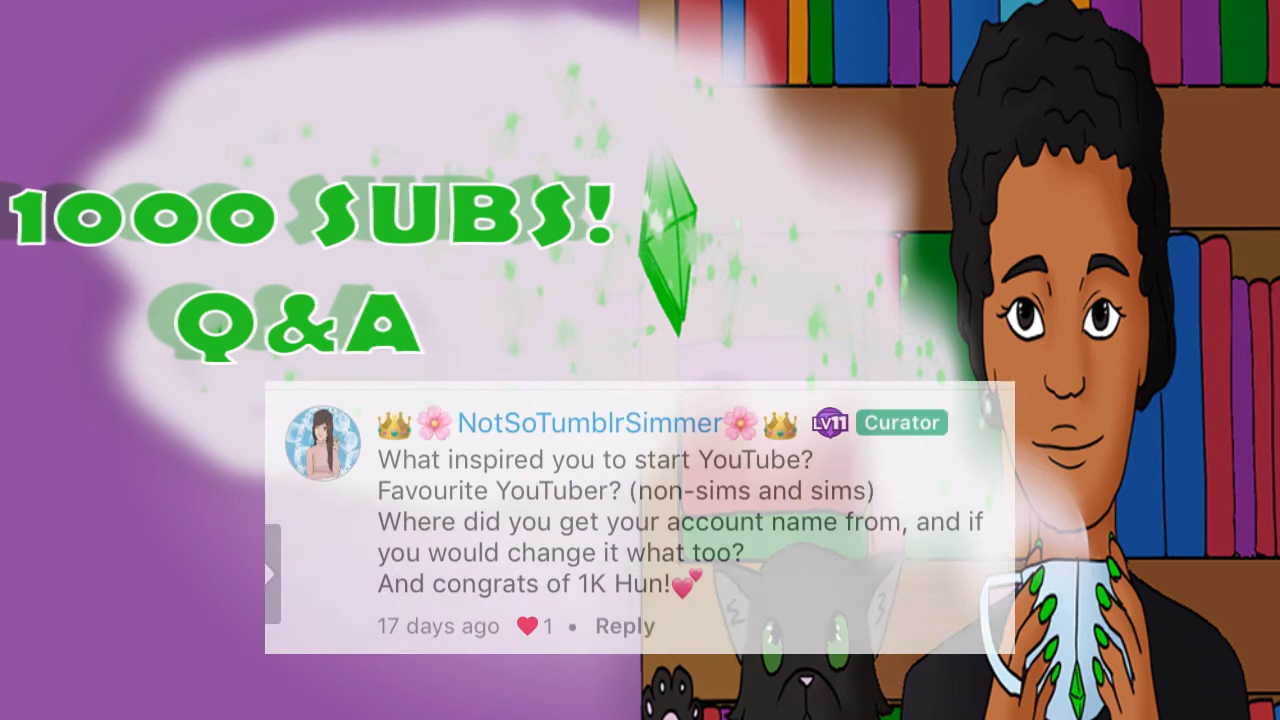 1000 SUBS!
Q&A
👑🌸 NotSoTumblrSimmer🌸👑 LV11 Curator
What inspired you to start YouTube?
Favourite YouTuber? (non-sims and sims)
Where did you get your account name from, and if
you would change it what too?
And congrats of 1K Hun!💕
17 days ago ❤️1 • Reply